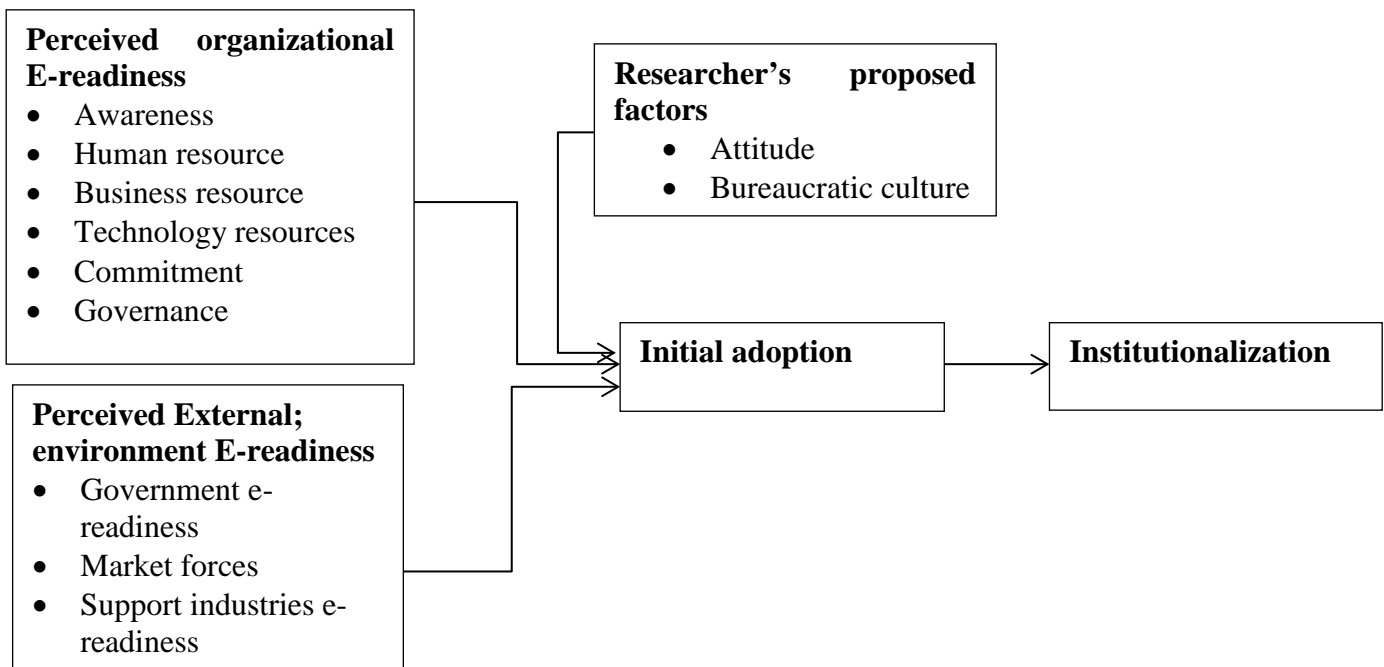 Perceived organizational
E-readiness
• Awareness
• Human resource
• Business resource
• Technology resources
• Commitment
• Governance
Researcher’s proposed
factors
• Attitude
• Bureaucratic culture
Initial adoption
Institutionalization
Perceived External;
environment E-readiness
• Government e-
readiness
• Market forces
• Support industries e-
readiness